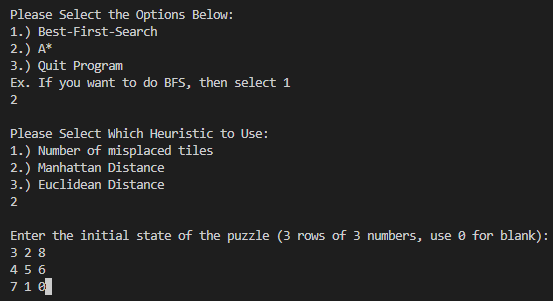 Please Select the Options Below:
1.) Best-First-Search
2.) A*
3.) Quit Program
Ex. If you want to do BFS, then select 1
2
Please Select Which Heuristic to Use:
1.) Number of misplaced tiles
2.) Manhattan Distance
3.) Euclidean Distance
2
Enter the initial state of the puzzle (3 rows of 3 numbers, use 0 for blank):
3 2 8
4 5 6
7 1 0